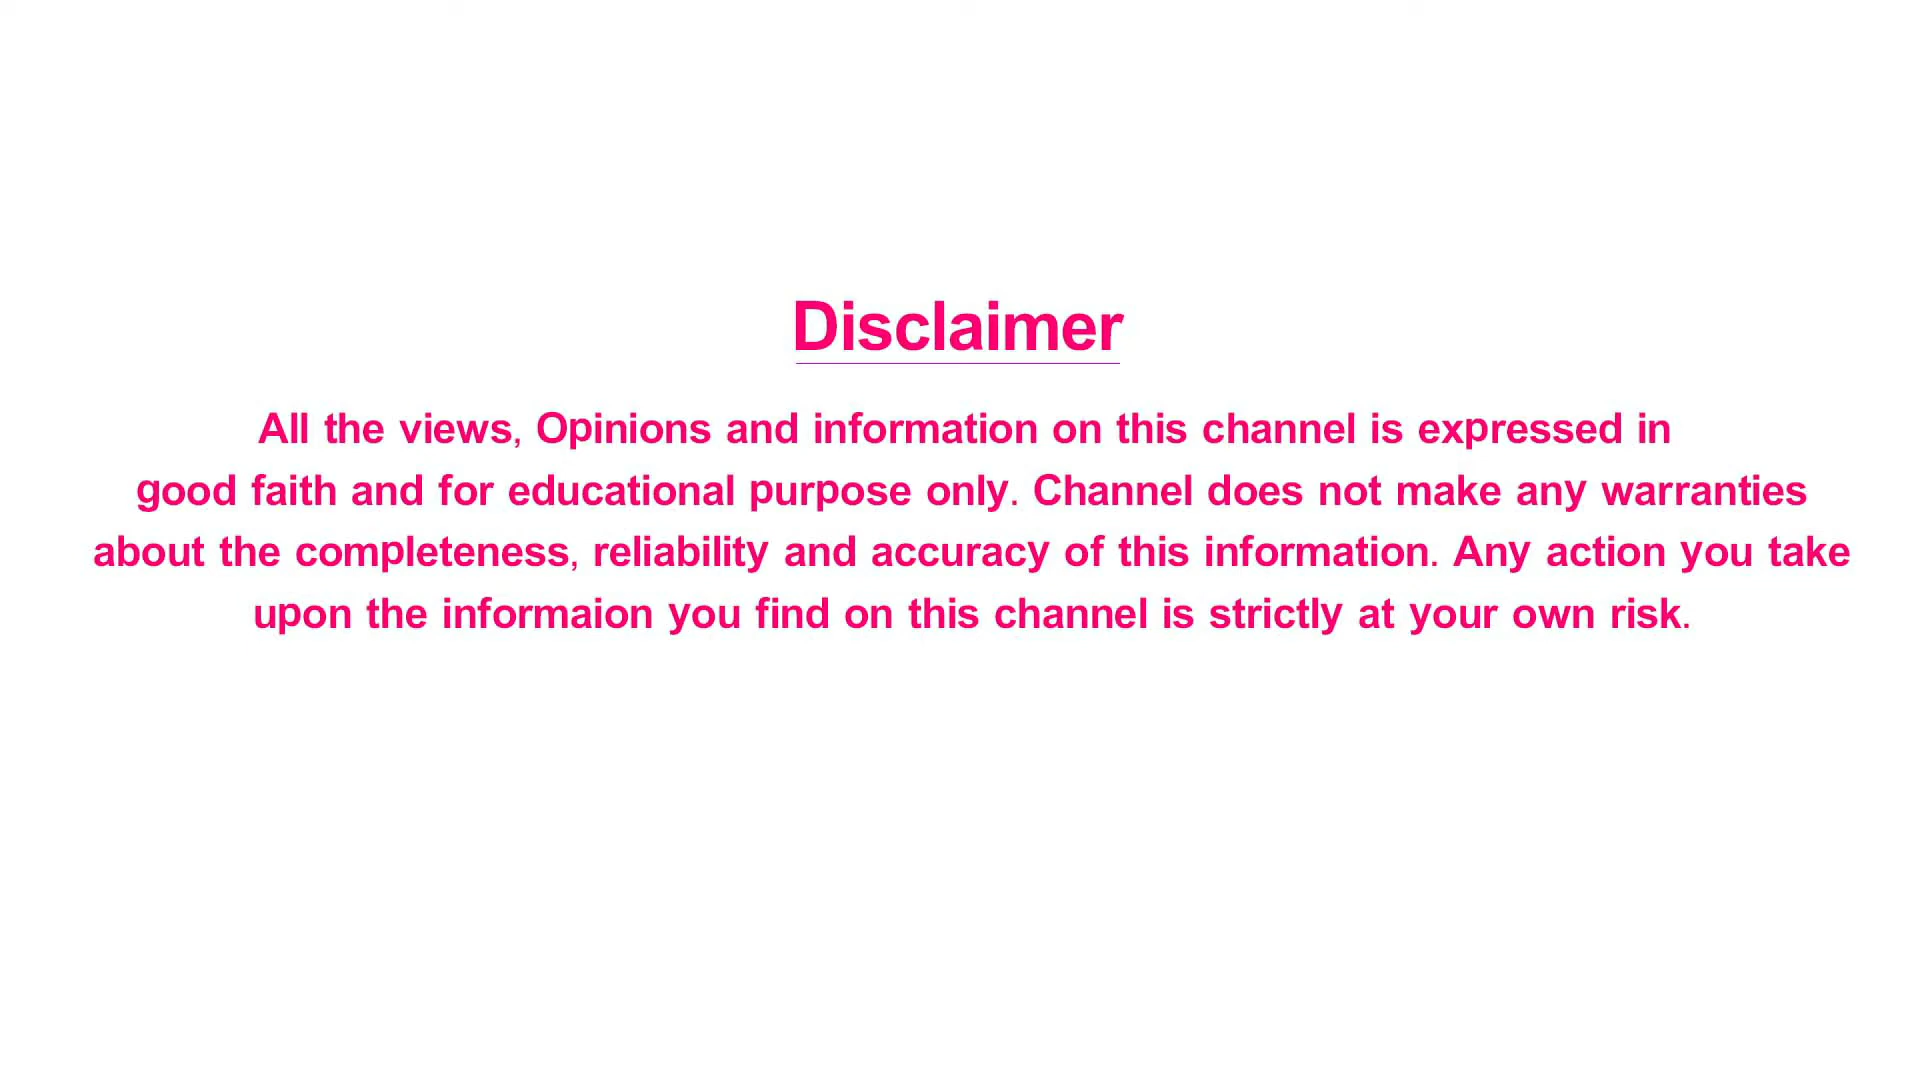 Disclaimer
All the views, Opinions and information on this channel is expressed in
good faith and for educational purpose only. Channel does not make any warranties
about the completeness, reliability and accuracy of this information. Any action you take
upon the informaion you find on this channel is strictly at your own risk.